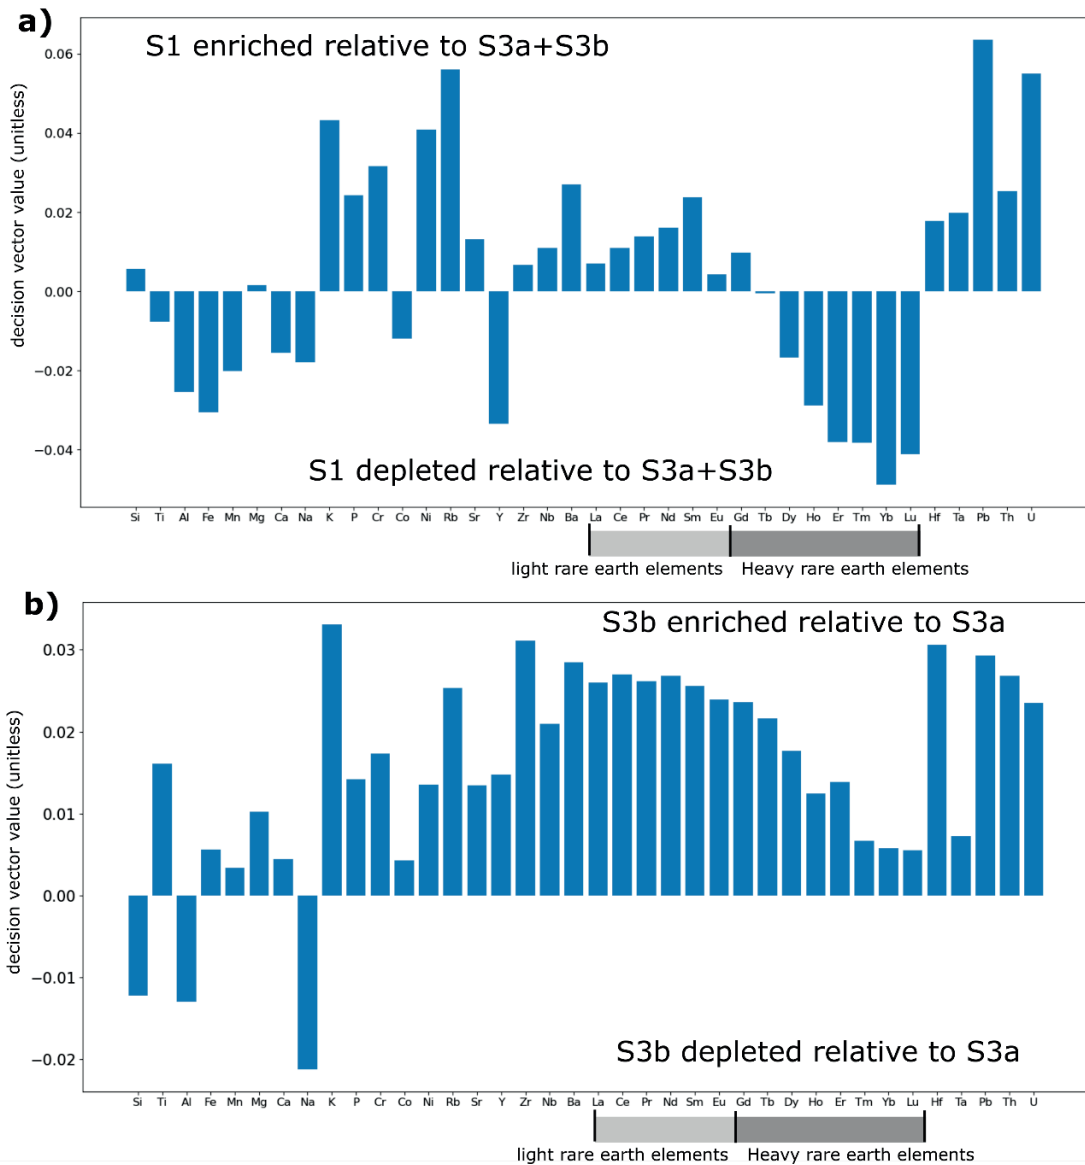 a)
S1 enriched relative to S3a+S3b
decision vector value (unitless)
0.06
0.04
0.02
0.00
−0.02
−0.04
S1 depleted relative to S3a+S3b
Si Ti Al Fe Mn Mg Ca Na K P Cr Co Ni Rb Sr Y Zr Nb Ba La Ce Pr Nd Sm Eu Gd Tb Dy Ho Er Tm Yb Lu Hf Ta Pb Th U
light rare earth elements Heavy rare earth elements
b)
S3b enriched relative to S3a
decision vector value (unitless)
0.03
0.02
0.01
0.00
−0.01
−0.02
S3b depleted relative to S3a
Si Ti Al Fe Mn Mg Ca Na K P Cr Co Ni Rb Sr Y Zr Nb Ba La Ce Pr Nd Sm Eu Gd Tb Dy Ho Er Tm Yb Lu Hf Ta Pb Th U
light rare earth elements Heavy rare earth elements